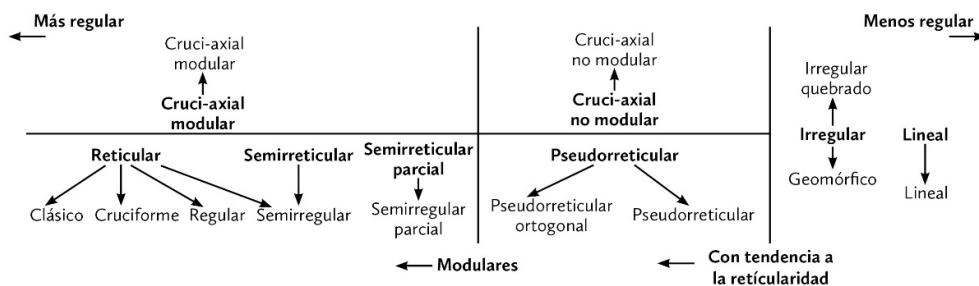 Más regular
Menos regular
Cruci-axial
modular
Cruci-axial
modular
Cruci-axial
no modular
Cruci-axial
no modular
Irregular
quebrado
Irregular
Geomórfico
Lineal
Lineal
Reticular
Semirreticular
Semirreticular
parcial
Clásico
Cruciforme
Regular
Semirregular
Semirregular
parcial
Pseudorreticular
Pseudorreticular
ortogonal
Pseudorreticular
Modulares
Con tendencia a
la retícularidad